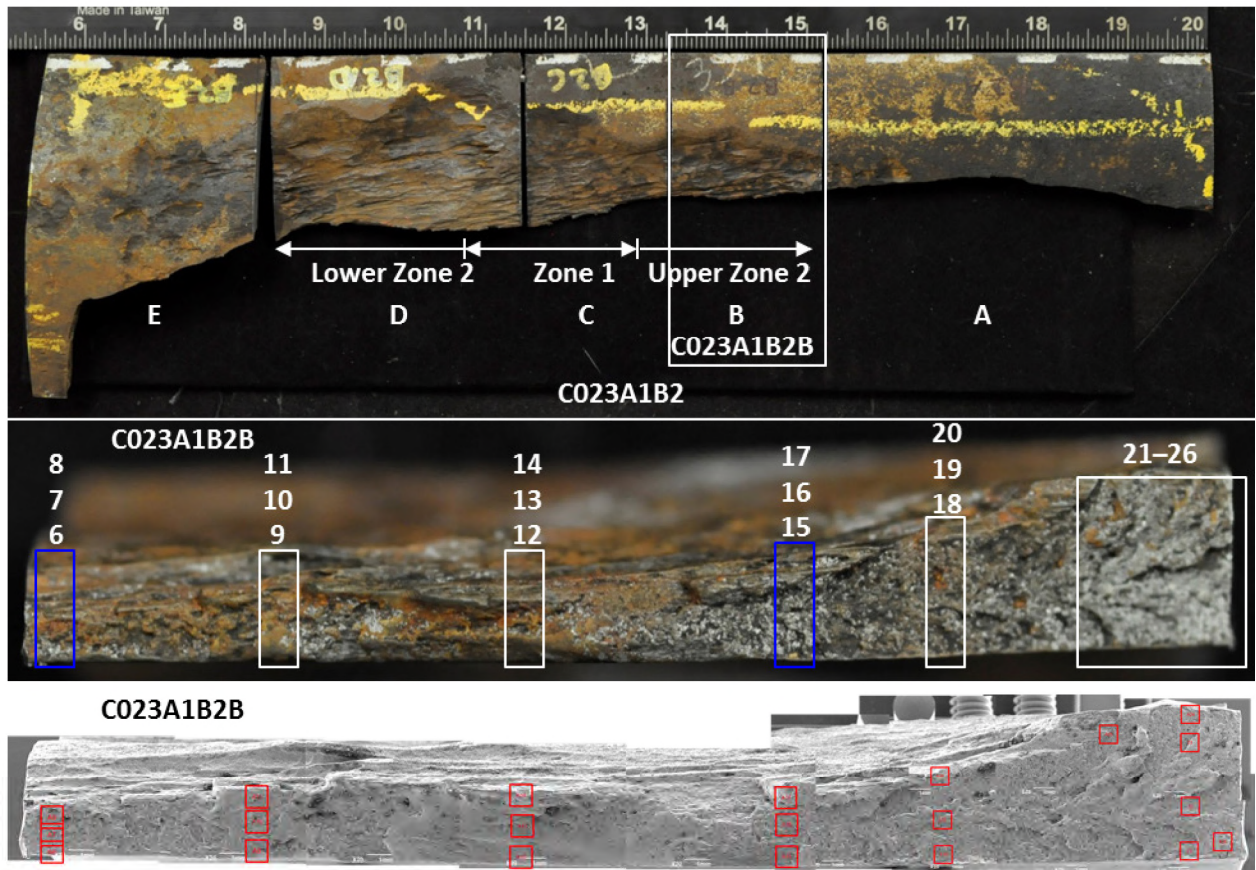 Made in Taiwan
6 7 8 9 10 11 12 13 14 15 16 17 18 19 20
B2D
B2C
Lower Zone 2 Zone 1 Upper Zone 2
E D C B A
C023A1B2B
C023A1B2
C023A1B2B
8 11 14 17 20 21–26
7 10 13 16 19
6 9 12 15 18
C023A1B2B